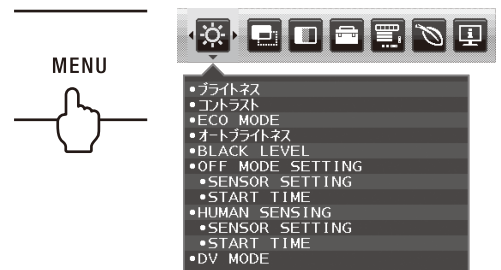 MENU
•ブライトネス
•コントラスト
•ECO MODE
•オートブライトネス
•BLACK LEVEL
•OFF MODE SETTING
•SENSOR SETTING
•START TIME
•HUMAN SENSING
•SENSOR SETTING
•START TIME
•DV MODE